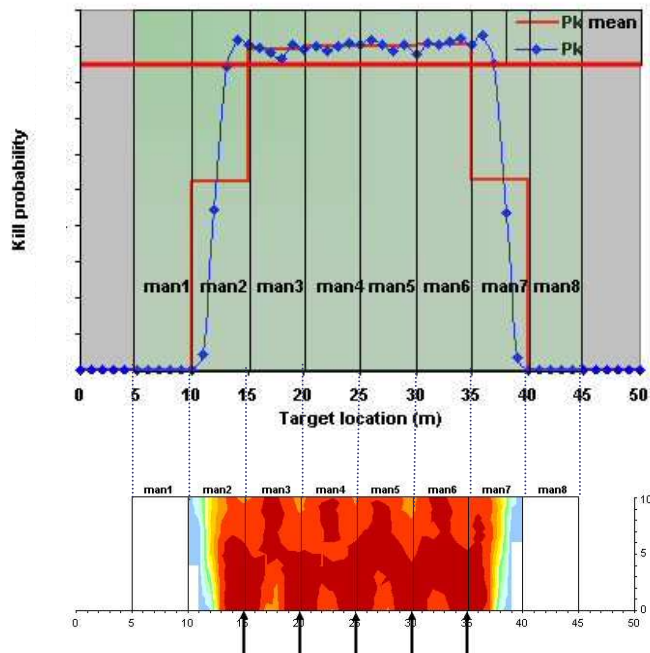 Pk mean
Pk
Kill probability
man1 man2 man3 man4 man5 man6 man7 man8
0 5 10 15 20 25 30 35 40 45 50
Target location (m)
man1 man2 man3 man4 man5 man6 man7 man8
10
5
0
0 5 10 15 20 25 30 35 40 45 50